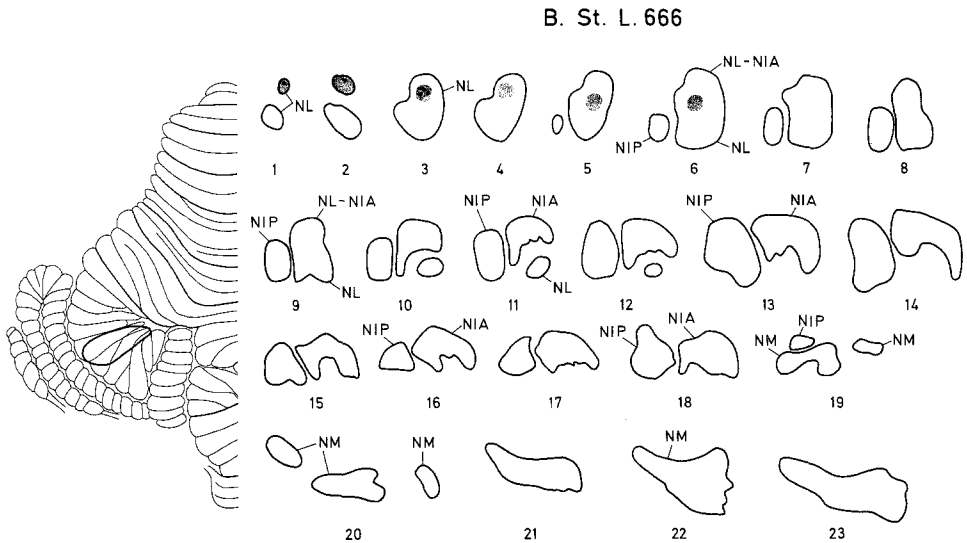 B. St. L. 666
NL-NIA
NL
NL
NIP
NL
1 2 3 4 5 6 7 8
NIP
NL-NIA
NIP
NIA
NIP
NIA
NL
NL
9 10 11 12 13 14
NIP
NIA
NIP
NIA
NIP
NM
NM
15 16 17 18 19
NM
NM
NM
20 21 22 23